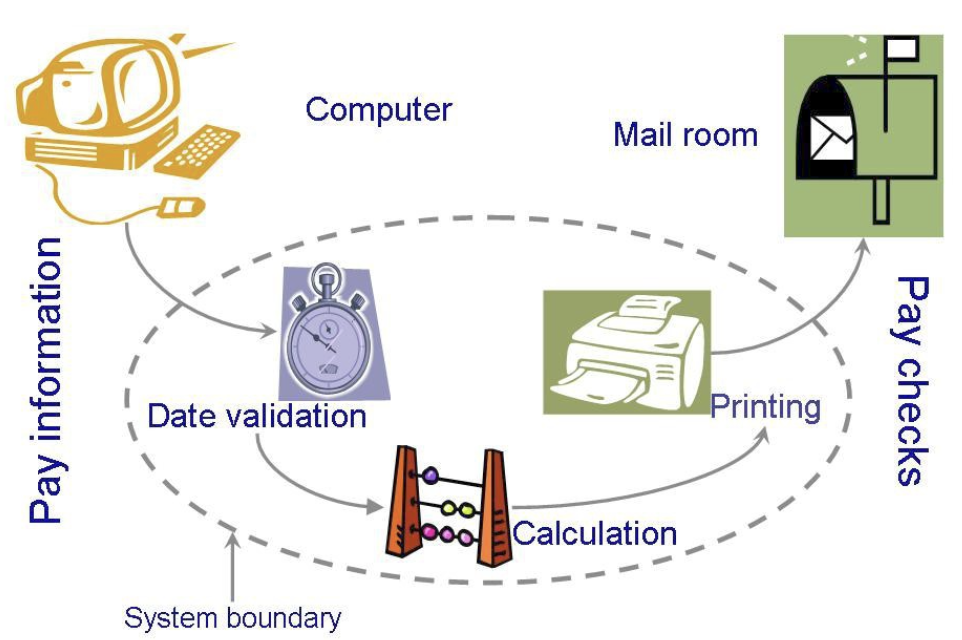 Computer
Mail room
Pay information
Pay checks
Date validation
Printing
Calculation
System boundary